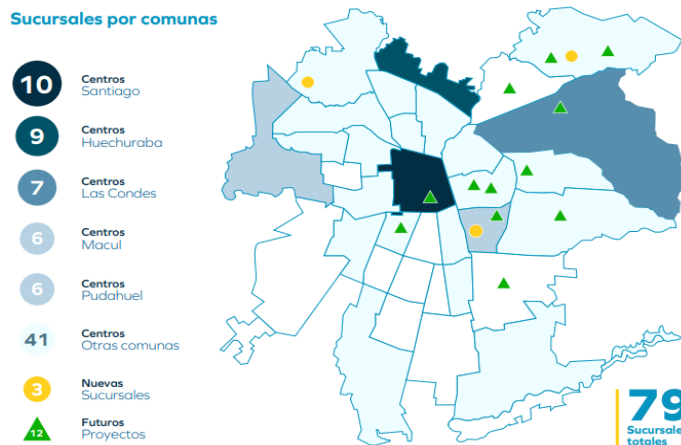 Sucursales por comunas
10
Centros
Santiago
9
Centros
Huechuraba
7
Centros
Las Condes
6
Centros
Macul
6
Centros
Pudahuel
41
Centros
Otras comunas
3
Nuevas
Sucursales
12
Futuros
Proyectos
79
Sucursale
totales